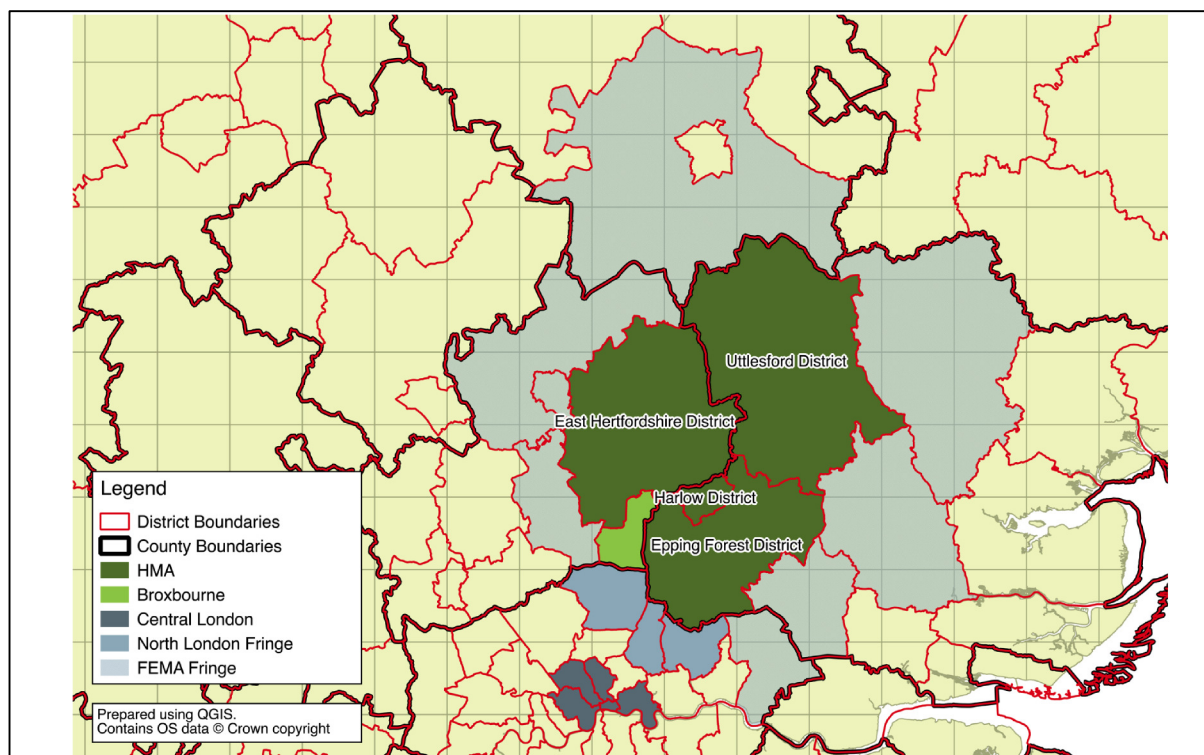 Uttlesford District
East Hertfordshire District
Harlow District
Epping Forest District
Legend
District Boundaries
County Boundaries
HMA
Broxbourne
Central London
North London Fringe
FEMA Fringe
Prepared using QGIS.
Contains OS data © Crown copyright